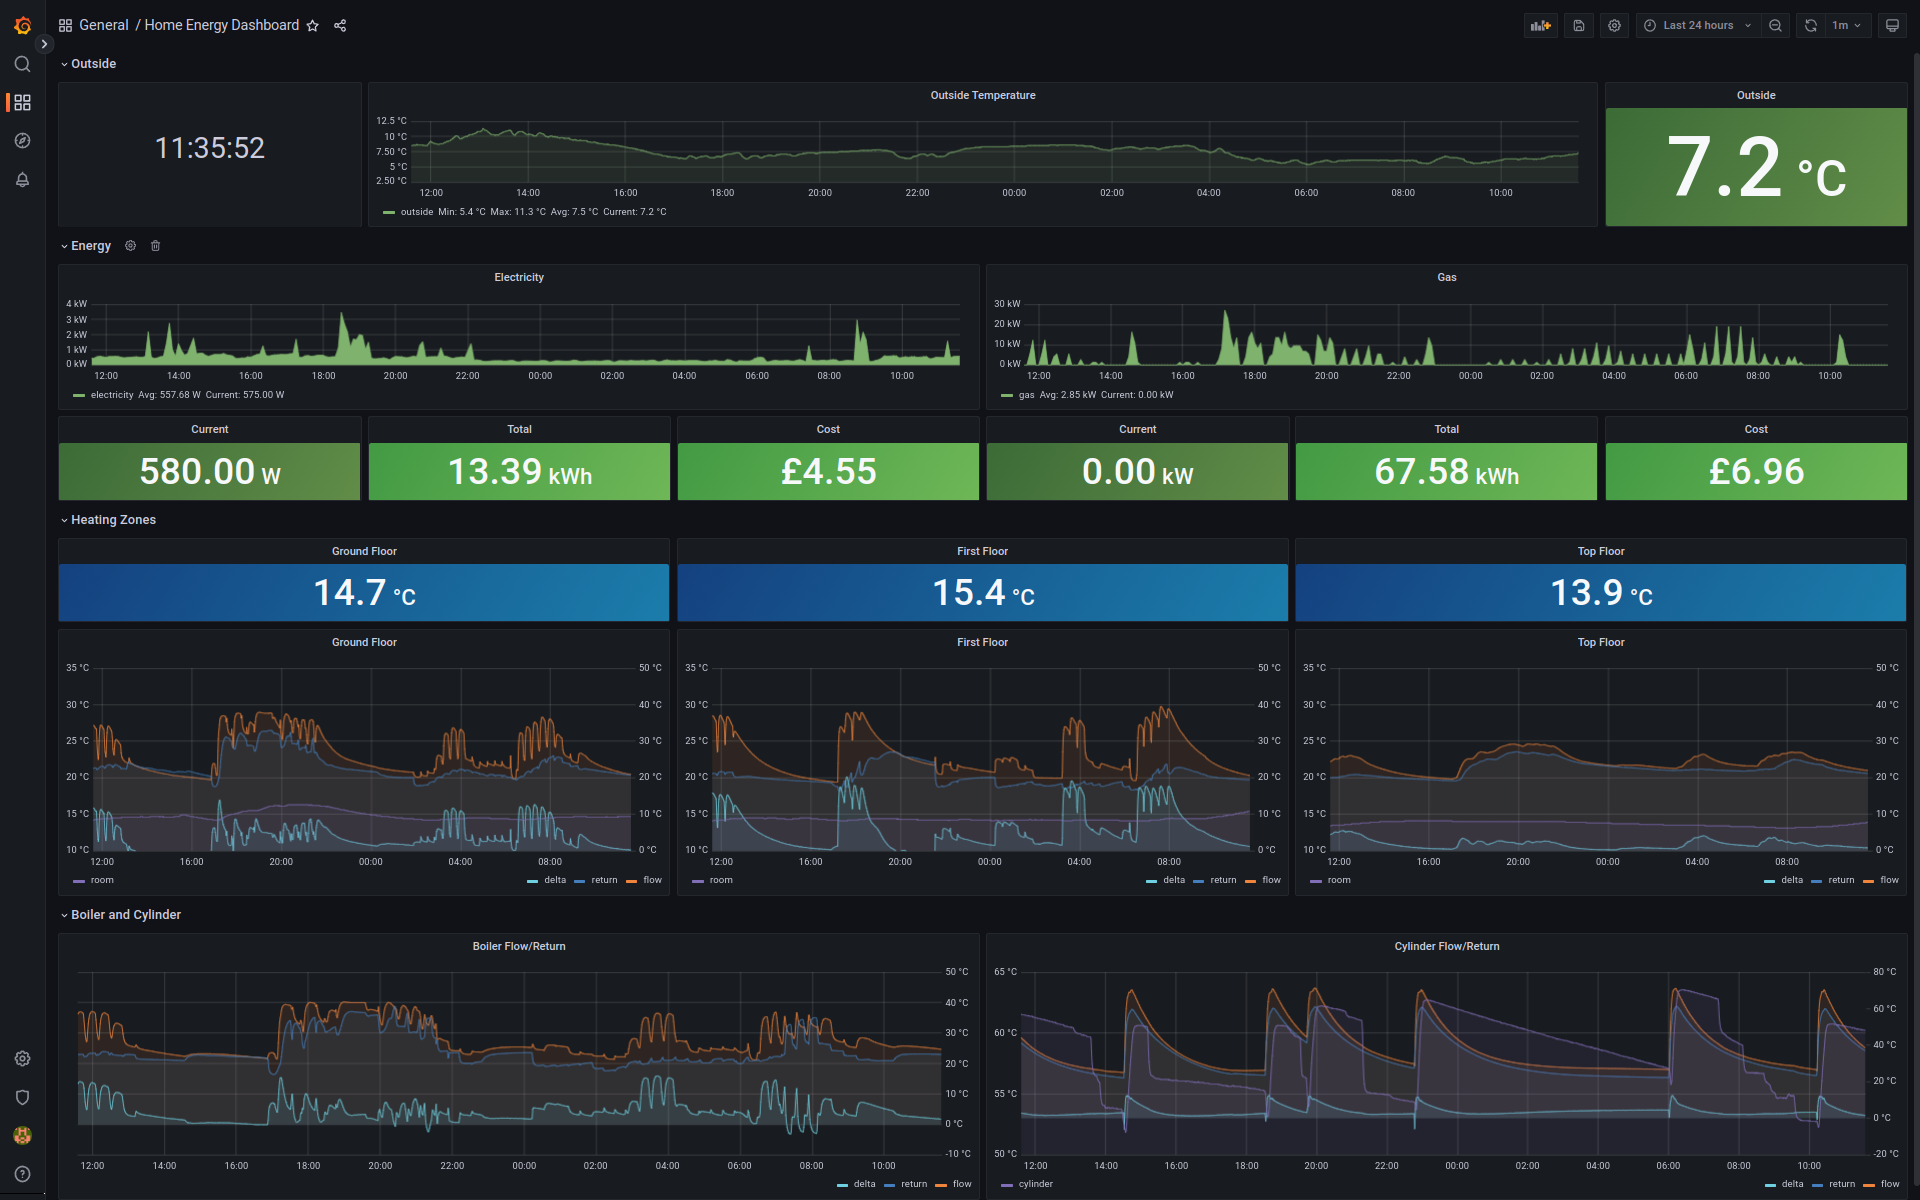 General / Home Energy Dashboard
Last 24 hours
1m
Outside
11:35:52
Outside Temperature
12.5 °C
10 °C
7.50 °C
5 °C
2.50 °C
12:00 14:00 16:00 18:00 20:00 22:00 00:00 02:00 04:00 06:00 08:00 10:00
outside Min: 5.4 °C Max: 11.3 °C Avg: 7.5 °C Current: 7.2 °C
Outside
7.2 °C
Energy
Electricity
4 kW
3 kW
2 kW
1 kW
0 kW
12:00 14:00 16:00 18:00 20:00 22:00 00:00 02:00 04:00 06:00 08:00 10:00
electricity Avg: 557.68 W Current: 575.00 W
Gas
30 kW
20 kW
10 kW
0 kW
12:00 14:00 16:00 18:00 20:00 22:00 00:00 02:00 04:00 06:00 08:00 10:00
gas Avg: 2.85 kW Current: 0.00 kW
Current
580.00 W
Total
13.39 kWh
Cost
£4.55
Current
0.00 kW
Total
67.58 kWh
Cost
£6.96
Heating Zones
Ground Floor
14.7 °C
First Floor
15.4 °C
Top Floor
13.9 °C
Ground Floor
35 °C 50 °C
30 °C 40 °C
25 °C 30 °C
20 °C 20 °C
15 °C 10 °C
10 °C 0 °C
12:00 16:00 20:00 00:00 04:00 08:00
room delta return flow
First Floor
35 °C 50 °C
30 °C 40 °C
25 °C 30 °C
20 °C 20 °C
15 °C 10 °C
10 °C 0 °C
12:00 16:00 20:00 00:00 04:00 08:00
room delta return flow
Top Floor
35 °C 50 °C
30 °C 40 °C
25 °C 30 °C
20 °C 20 °C
15 °C 10 °C
10 °C 0 °C
12:00 16:00 20:00 00:00 04:00 08:00
room delta return flow
Boiler and Cylinder
Boiler Flow/Return
50 °C
40 °C
30 °C
20 °C
10 °C
0 °C
-10 °C
12:00 14:00 16:00 18:00 20:00 22:00 00:00 02:00 04:00 06:00 08:00 10:00
delta return flow
Cylinder Flow/Return
65 °C 80 °C
60 °C
55 °C
50 °C
60 °C
40 °C
20 °C
0 °C
-20 °C
12:00 14:00 16:00 18:00 20:00 22:00 00:00 02:00 04:00 06:00 08:00 10:00
cylinder delta return flow